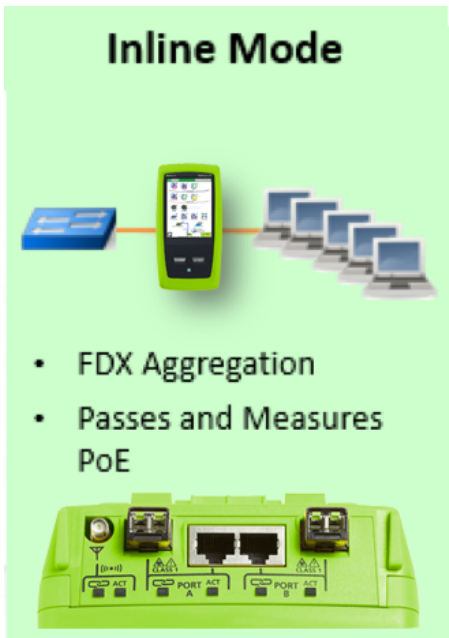 Inline Mode
• FDX Aggregation
• Passes and Measures
PoE
CLASS 1
CLASS 1
ACT
PORT A
ACT
PORT B
ACT